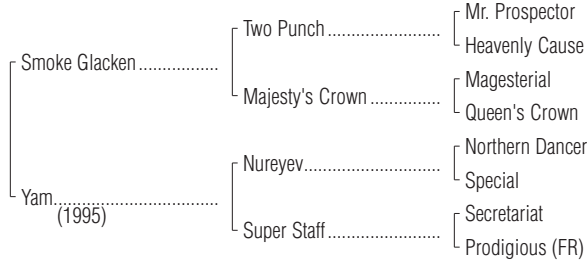 Mr. Prospector
Two Punch........................
Heavenly Cause
Smoke Glacken.................
Magesterial
Majesty's Crown...............
Queen's Crown
Northern Dancer
Nureyev.............................
Special
Yam...................................
(1995)
Secretariat
Super Staff........................
Prodigious (FR)